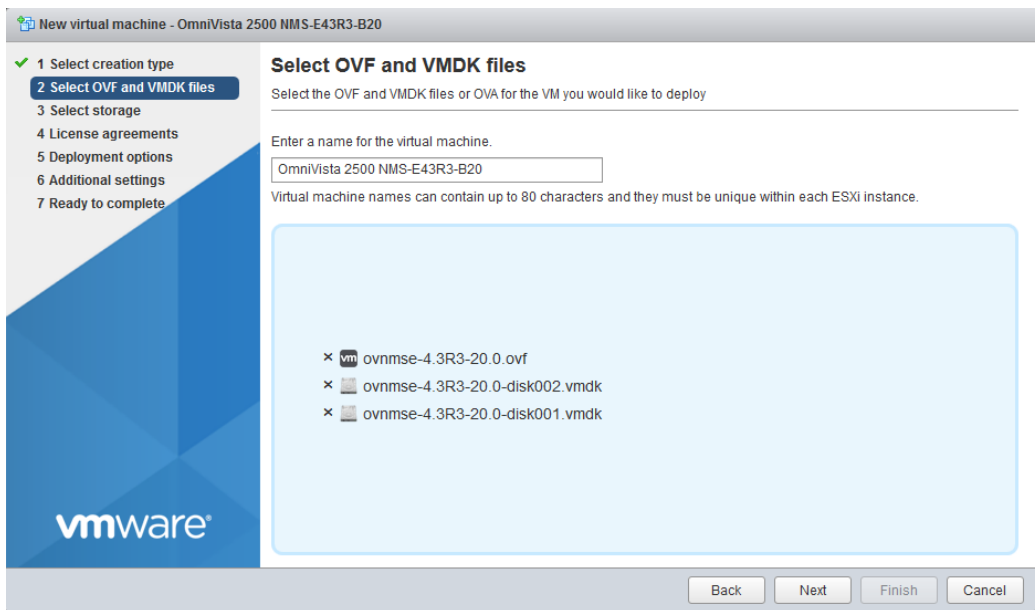 New virtual machine - OmniVista 2500 NMS-E43R3-B20
1 Select creation type
2 Select OVF and VMDK files
3 Select storage
4 License agreements
5 Deployment options
6 Additional settings
7 Ready to complete
vmware®
Select OVF and VMDK files
Select the OVF and VMDK files or OVA for the VM you would like to deploy
Enter a name for the virtual machine.
OmniVista 2500 NMS-E43R3-B20
Virtual machine names can contain up to 80 characters and they must be unique within each ESXi instance.
× vm ovnmse-4.3R3-20.0.ovf
× ovnmse-4.3R3-20.0-disk002.vmdk
× ovnmse-4.3R3-20.0-disk001.vmdk
Back Next Finish Cancel